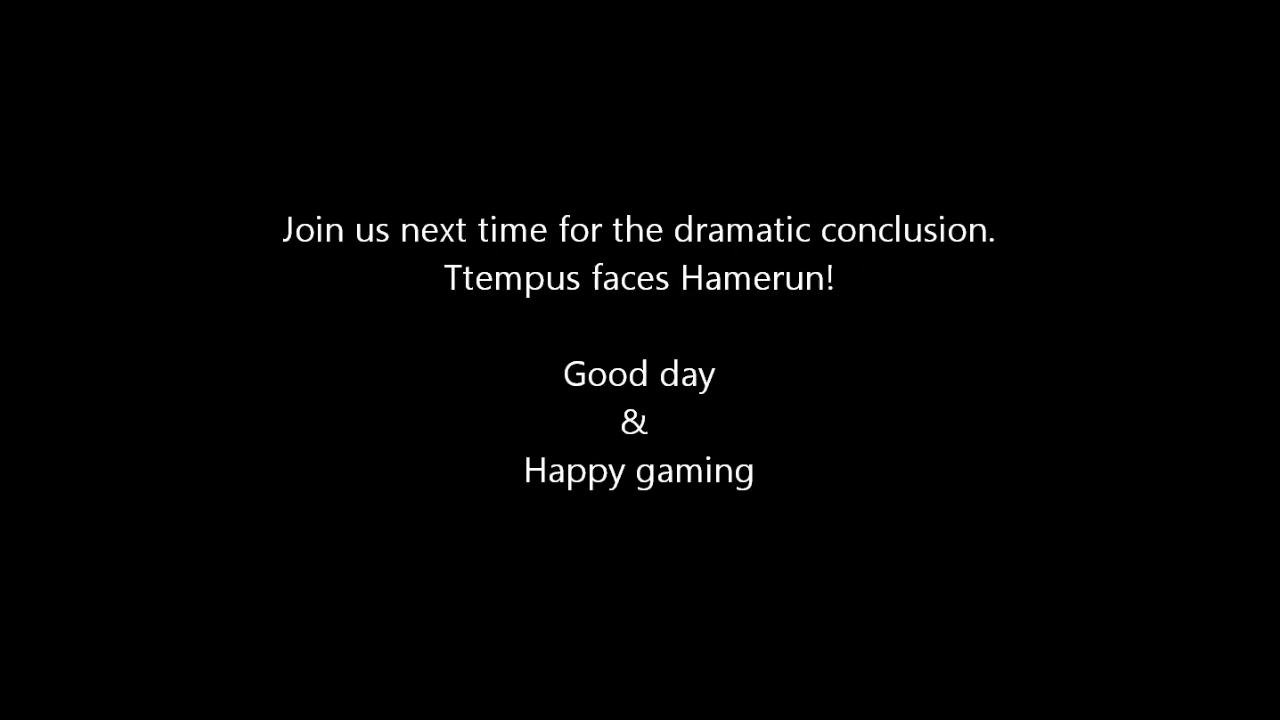 Join us next time for the dramatic conclusion.
Ttempus faces Hamerun!
Good day
&
Happy gaming